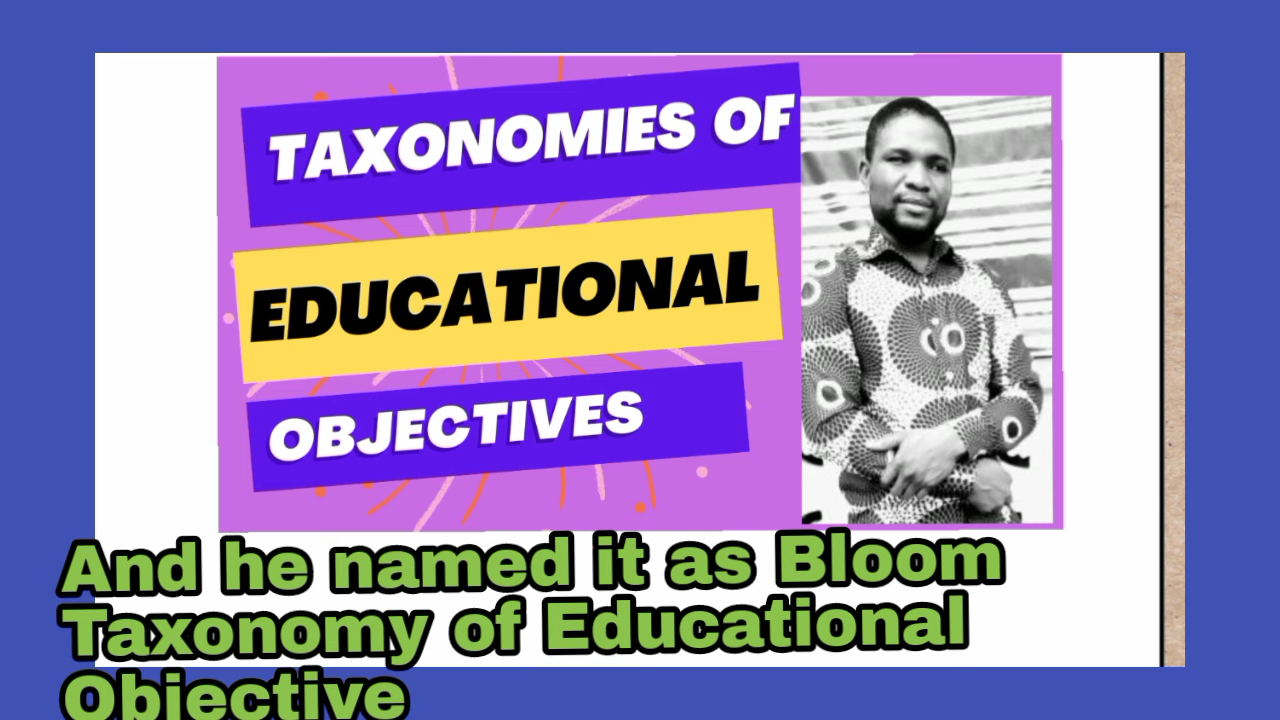 TAXONOMIES OF
EDUCATIONAL
OBJECTIVES
And he named it as Bloom
Taxonomy of Educational
Objective